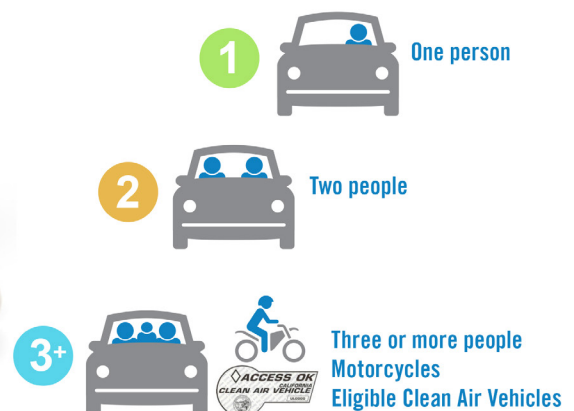 1
One person
2
Two people
3+
Three or more people
Motorcycles
ACCESS OK
CALIFORNIA
CLEAN AIR VEHICLE
Eligible Clean Air Vehicles